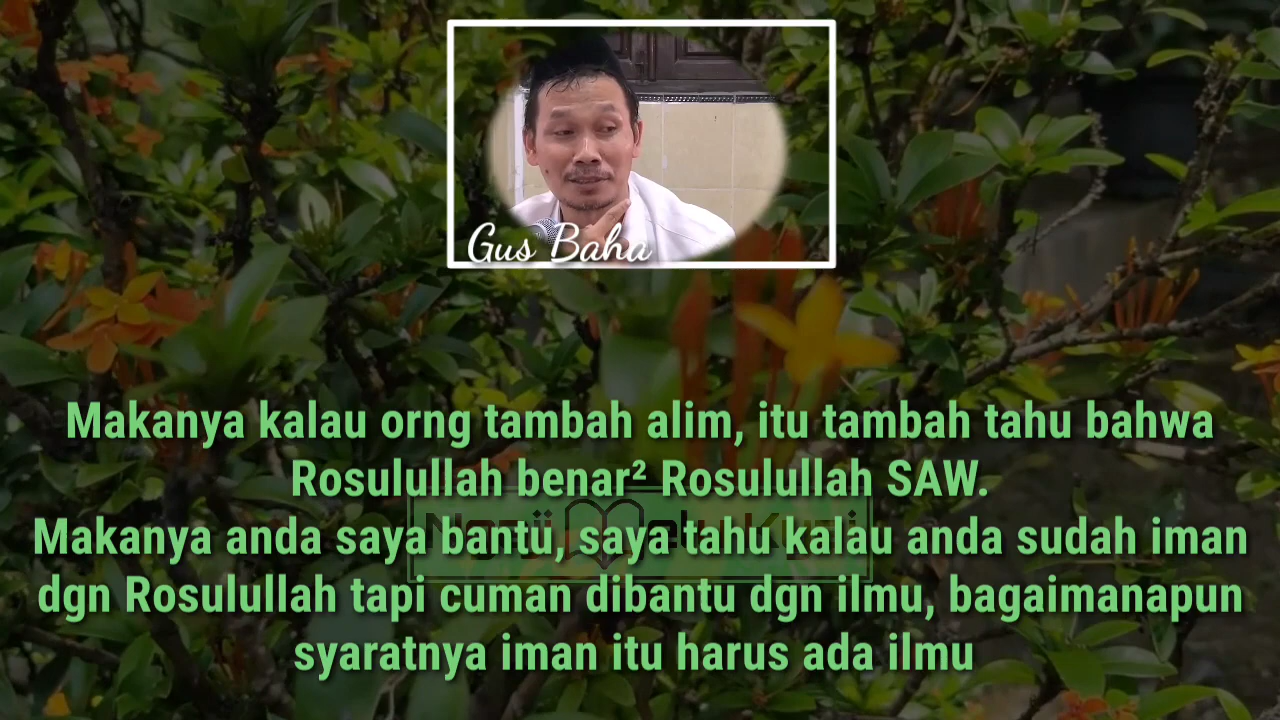 Gus Baha
Makanya kalau orng tambah alim, itu tambah tahu bahwa
Rosulullah benar² Rosulullah SAW.
Makanya anda saya bantu, saya tahu kalau anda sudah iman
dgn Rosulullah tapi cuman dibantu dgn ilmu, bagaimanapun
syaratnya iman itu harus ada ilmu